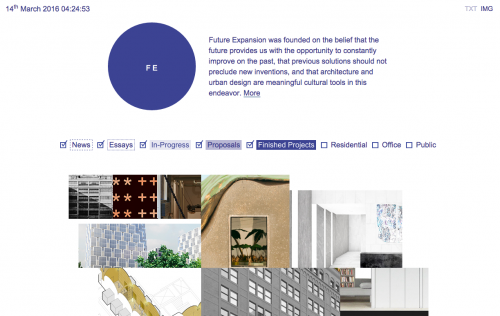 14th March 2016 04:24:53
TXT IMG
F E
Future Expansion was founded on the belief that the
future provides us with the opportunity to constantly
improve on the past, that previous solutions should not
preclude new inventions, and that architecture and
urban design are meaningful cultural tools in this
endeavor. More
News Essays In-Progress Proposals Finished Projects Residential Office Public
** ++
** ++